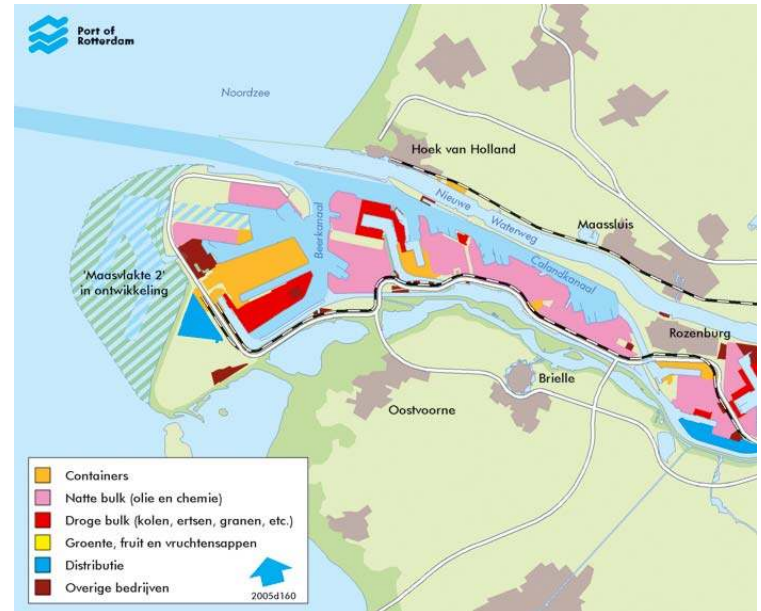 Port of
Rotterdam
Noordzee
Hoek van Holland
Nieuwe
Waterweg
Maassluis
Beerkanaal
Calandkanaal
'Maasvlakte 2'
in ontwikkeling
Rozenburg
Brielle
Oostvoorne
Containers
Natte bulk (olie en chemie)
Droge bulk (kolen, ertsen, granen, etc.)
Groente, fruit en vruchtensappen
Distributie
Overige bedrijven
2005d160